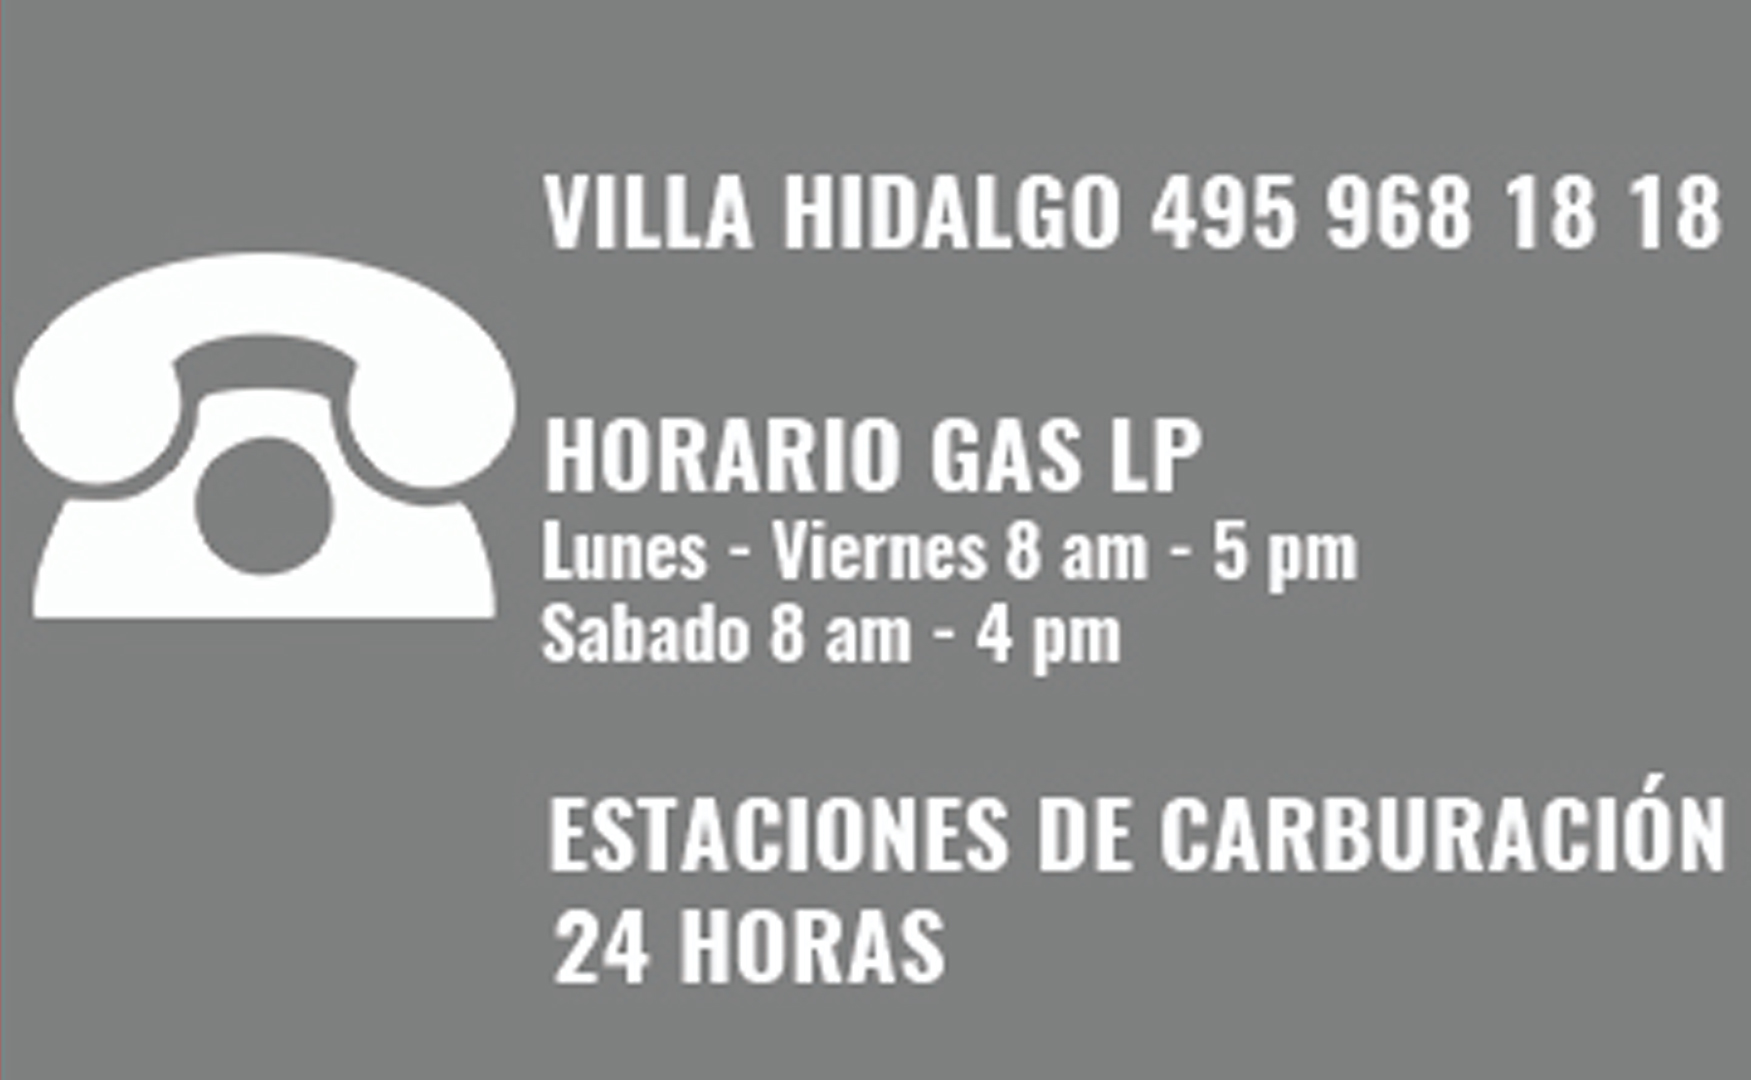 VILLA HIDALGO 495 968 18 18
HORARIO GAS LP
Lunes - Viernes 8 am - 5 pm
Sabado 8 am - 4 pm
ESTACIONES DE CARBURACIÓN
24 HORAS